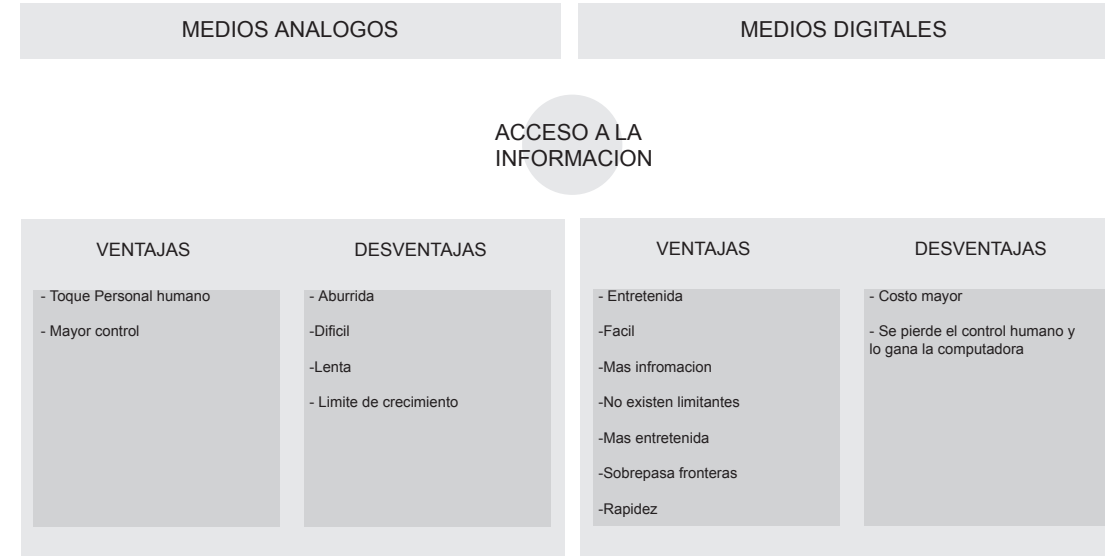 MEDIOS ANALOGOS
MEDIOS DIGITALES
ACCESO A LA
INFORMACION
VENTAJAS
- Toque Personal humano
- Mayor control
DESVENTAJAS
- Aburrida
-Dificil
-Lenta
- Limite de crecimiento
VENTAJAS
- Entretenida
-Facil
-Mas infromacion
-No existen limitantes
-Mas entretenida
-Sobrepasa fronteras
-Rapidez
DESVENTAJAS
- Costo mayor
- Se pierde el control humano y
lo gana la computadora